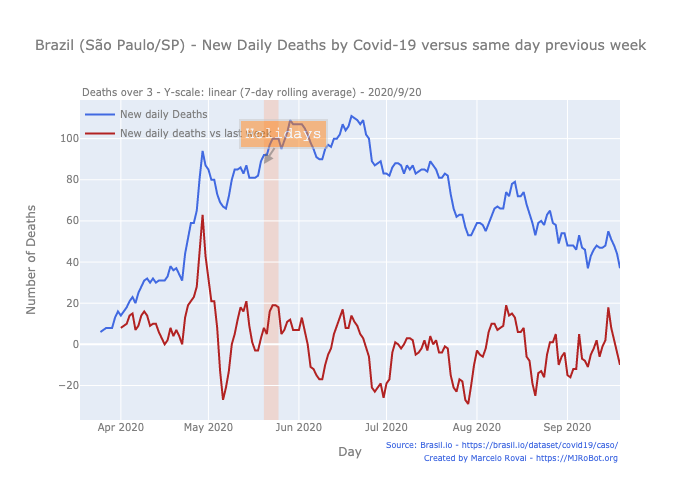 Brazil (São Paulo/SP) - New Daily Deaths by Covid-19 versus same day previous week
Deaths over 3 - Y-scale: linear (7-day rolling average) - 2020/9/20
New daily Deaths
New daily deaths vs last week
Holidays
100
80
60
40
20
0
−20
Number of Deaths
Apr 2020
May 2020
Jun 2020
Jul 2020
Aug 2020
Sep 2020
Day
Source: Brasil.io - https://brasil.io/dataset/covid19/caso/
Created by Marcelo Rovai - https://MJRoBot.org